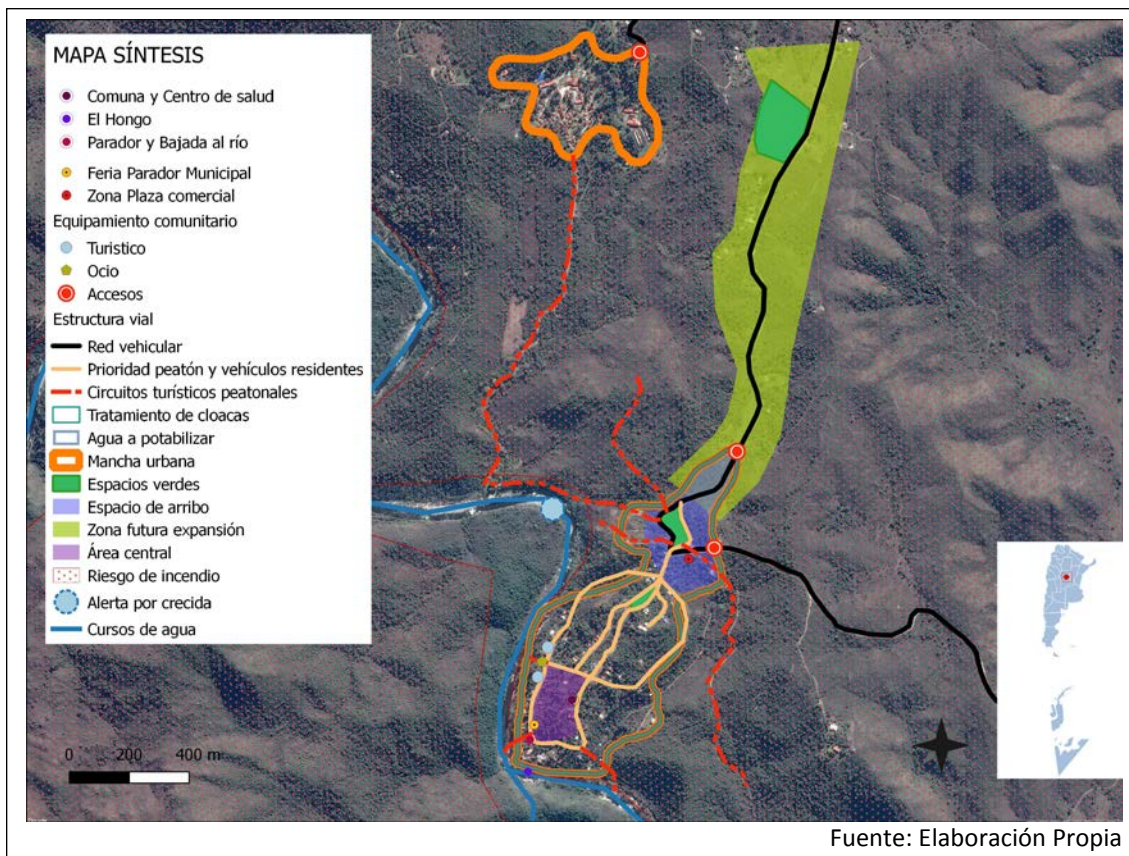 MAPA SÍNTESIS
Comuna y Centro de salud
El Hongo
Parador y Bajada al río
Feria Parador Municipal
Zona Plaza comercial
Equipamiento comunitario
Turistico
Ocio
Accesos
Estructura vial
Red vehicular
Prioridad peatón y vehículos residentes
Circuitos turísticos peatonales
Tratamiento de cloacas
Agua a potabilizar
Mancha urbana
Espacios verdes
Espacio de arribo
Zona futura expansión
Área central
Riesgo de incendio
Alerta por crecida
Cursos de agua
0 200 400 m
Fuente: Elaboración Propia